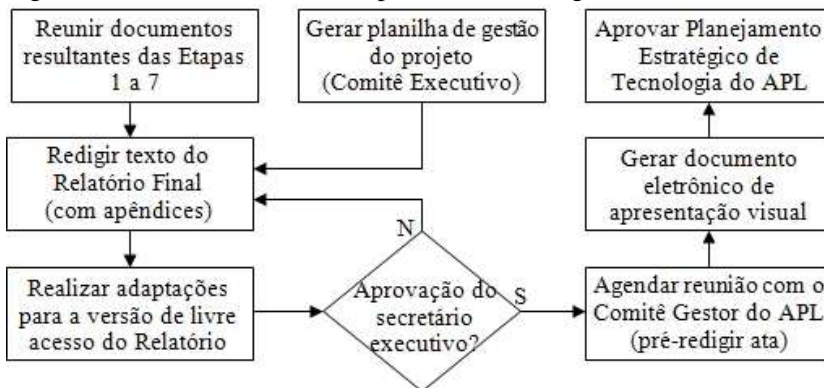 Reunir documentos
resultantes das Etapas
1 a 7
Gerar planilha de gestão
do projeto
(Comitê Executivo)
Aprovar Planejamento
Estratégico de
Tecnologia do APL
Redigir texto do
Relatório Final
(com apêndices)
Gerar documento
eletrônico de
apresentação visual
N
Realizar adaptações
para a versão de livre
acesso do Relatório
Aprovação do
secretário
executivo?
S
Agendar reunião com o
Comitê Gestor do APL
(pré-redigir ata)